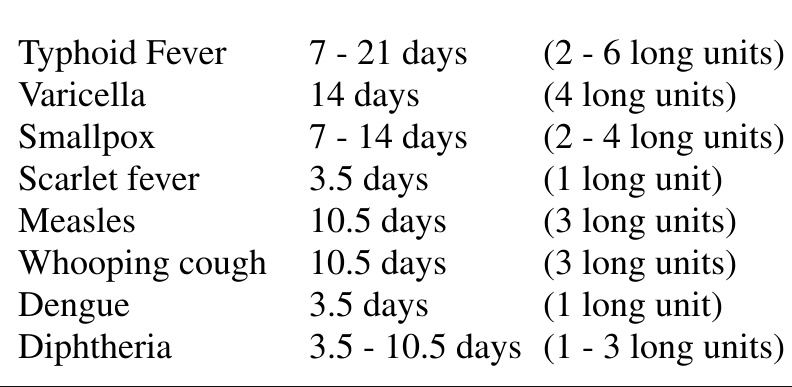 Typhoid Fever 7 - 21 days (2 - 6 long units)
Varicella 14 days (4 long units)
Smallpox 7 - 14 days (2 - 4 long units)
Scarlet fever 3.5 days (1 long unit)
Measles 10.5 days (3 long units)
Whooping cough 10.5 days (3 long units)
Dengue 3.5 days (1 long unit)
Diphtheria 3.5 - 10.5 days (1 - 3 long units)